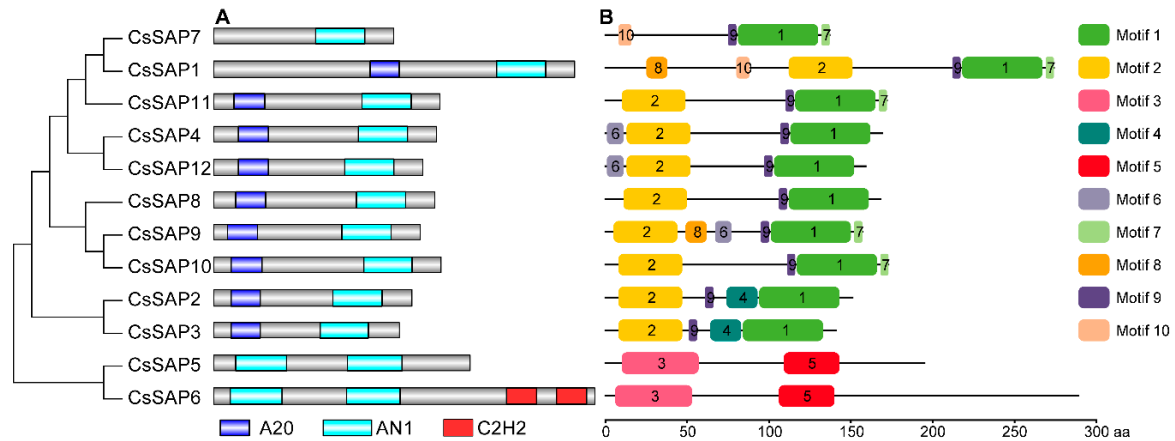 A B
CsSAP7 10 9 1 7 Motif 1
CsSAP1 8 10 2 9 1 7 Motif 2
CsSAP11 2 9 1 7 Motif 3
CsSAP4 6 2 9 1 Motif 4
CsSAP12 6 2 9 1 Motif 5
CsSAP8 2 9 1 Motif 6
CsSAP9 2 8 6 9 1 7 Motif 7
CsSAP10 2 9 1 7 Motif 8
CsSAP2 2 9 4 1 Motif 9
CsSAP3 2 9 4 1 Motif 10
CsSAP5 3 5
CsSAP6 3 5
A20 AN1 C2H2
0 50 100 150 200 250 300 aa